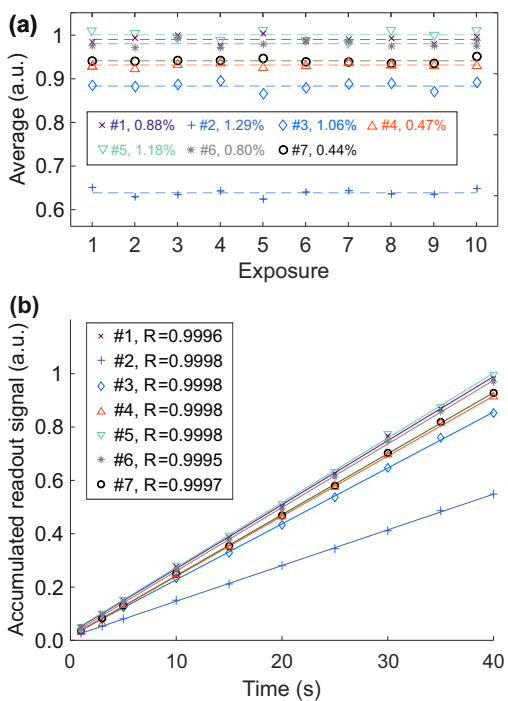 (a)
Average (a.u.)
1
0.9
0.8
0.7
0.6
#1, 0.88% #2, 1.29% #3, 1.06% #4, 0.47%
#5, 1.18% #6, 0.80% #7, 0.44%
1 2 3 4 5 6 7 8 9 10
Exposure
(b)
Accumulated readout signal (a.u.)
1.0
0.8
0.6
0.4
0.2
0.0
#1, R=0.9996
#2, R=0.9998
#3, R=0.9998
#4, R=0.9998
#5, R=0.9998
#6, R=0.9995
#7, R=0.9997
0 10 20 30 40
Time (s)